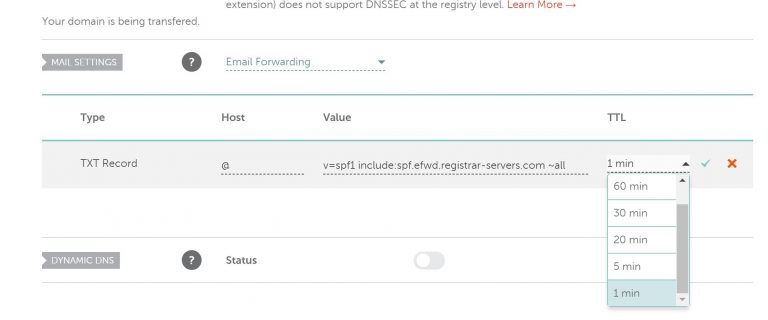 extension) does not support DNSSEC at the registry level. Learn More →
Your domain is being transfered.
MAIL SETTINGS ? Email Forwarding
Type Host Value TTL
TXT Record @ v=spf1 include:spf.efwd.registrar-servers.com ~all 1 min
60 min
30 min
20 min
5 min
1 min
DYNAMIC DNS ? Status